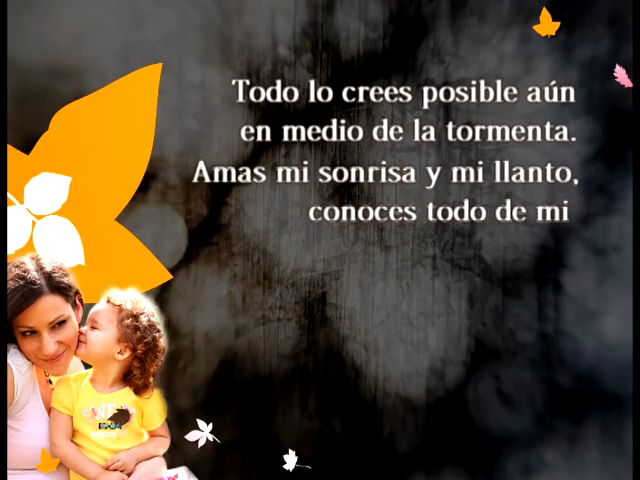 Todo lo crees posible aún
en medio de la tormenta.
Amas mi sonrisa y mi llanto,
conoces todo de mi